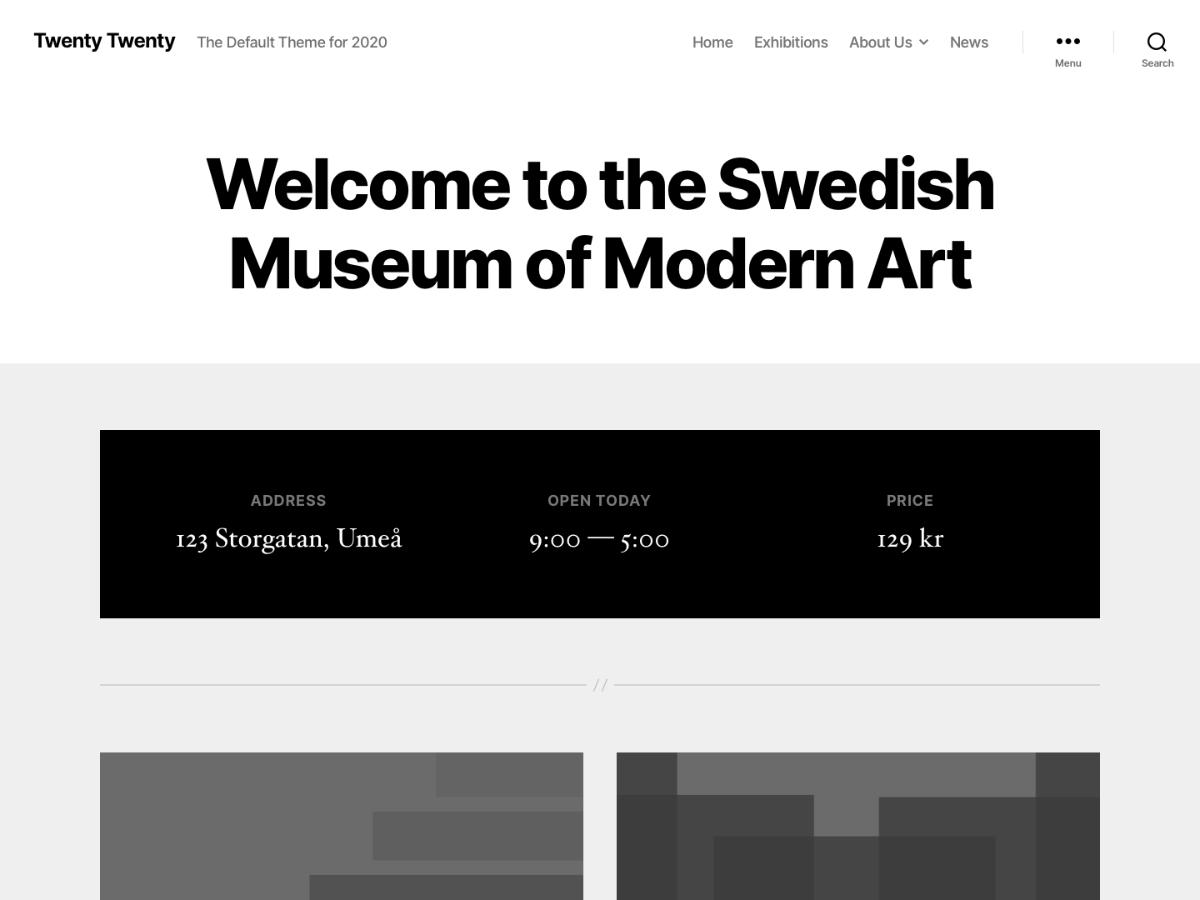 Twenty Twenty
The Default Theme for 2020
Home
Exhibitions
About Us
News
Menu
Search
Welcome to the Swedish
Museum of Modern Art
ADDRESS
123 Storgatan, Umeå
OPEN TODAY
9:00 — 5:00
PRICE
129 kr
//